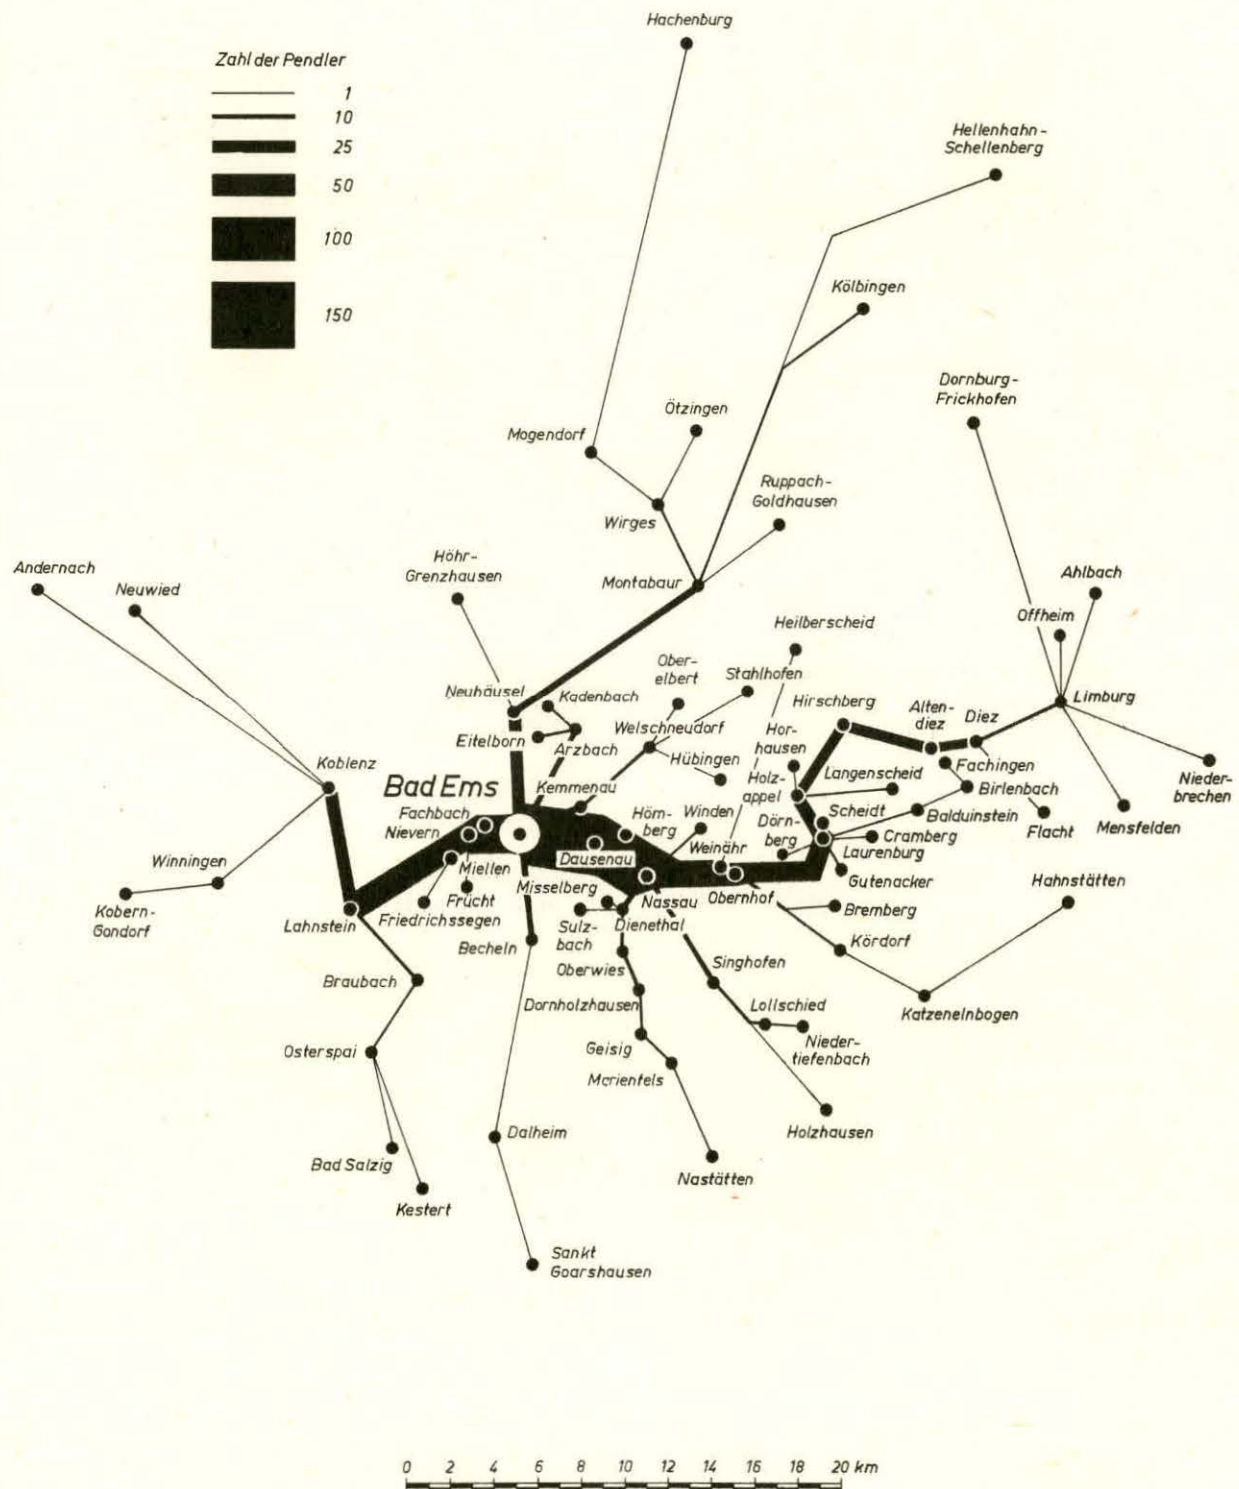 Hachenburg
Zahl der Pendler
1
10
25
50
100
150
Hellenhahn-
Schellenberg
Kölbingen
Dornburg-
Frickhofen
Ötzingen
Mogendorf
Ruppach-
Goldhausen
Wirges
Höhr-
Grenzhausen
Andernach
Neuwied
Montabaur
Ahlbach
Offheim
Heilberscheid
Ober-
elbert
Stahlhofen
Neuhäusel
Kadenbach
Hirschberg
Alten-
diez
Diez
Limburg
Welschneudorf
Eitelborn
Arzbach
Hor-
hausen
Hübingen
Fachingen
Nieder-
brechen
Koblenz
Bad Ems
Kemmenau
Holz-
appel
Langenscheid
Birlenbach
Fachbach
Nievern
Höm-
berg
Winden
Weinähr
Dörn-
berg
Scheidt
Balduinstein
Flacht
Mensfelden
Cramberg
Laurenburg
Winningen
Miellen
Dausenau
Misselberg
Gutenacker
Hahnstätten
Kobern-
Gondorf
Lahnstein
Frücht
Friedrichssegen
Nassau
Obernhof
Bremberg
Sulz-
bach
Dienethal
Becheln
Kördorf
Oberwies
Singhofen
Braubach
Dornholzhausen
Lollschied
Katzenelnbogen
Osterspai
Geisig
Nieder-
tiefenbach
Marienfels
Dalheim
Holzhausen
Bad Salzig
Nastätten
Kestert
Sankt
Goarshausen
0 2 4 6 8 10 12 14 16 18 20 km